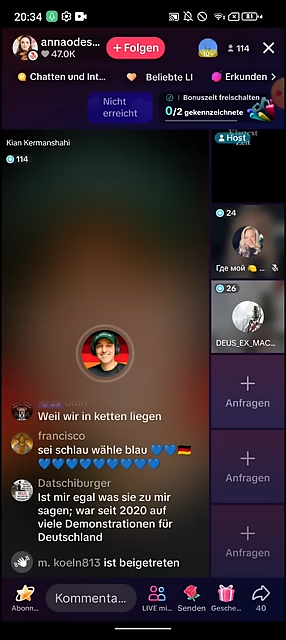 20:34
84
annaodes...
47.0K
+ Folgen
114
Chatten und Int...
Beliebte LI
Erkunden
Nicht
erreicht
Bonuszeit freischalten
0/2 gekennzeichnete
Kian Kermanshahi
114
Host
Zeit
24
Где мой
26
DEUS_EX_MAC...
Anfragen
Anfragen
Anfragen
Weil wir in ketten liegen
francisco
sei schlau wähle blau 💙💙🇩🇪
💙💙💙💙💙💙💙💙💙
Datschiburger
Ist mir egal was sie zu mir
sagen; war seit 2020 auf
viele Demonstrationen für
Deutschland
m. koeln813 ist beigetreten
Abonn...
Kommenta...
LIVE mi...
Senden
Gesche...
40